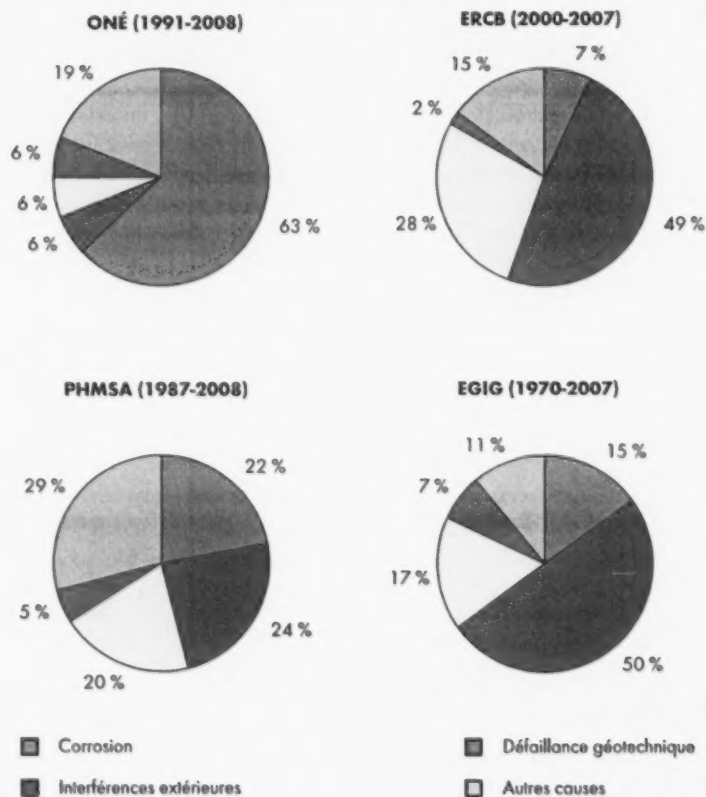 ONÉ (1991-2008)
19 %
6 %
6 %
6 %
63 %
ERCB (2000-2007)
7 %
15 %
2 %
28 %
49 %
PHMSA (1987-2008)
29 %
22 %
5 %
20 %
24 %
EGIG (1970-2007)
11 %
15 %
7 %
17 %
50 %
Corrosion
Défaillance géotechnique
Interférences extérieures
Autres causes